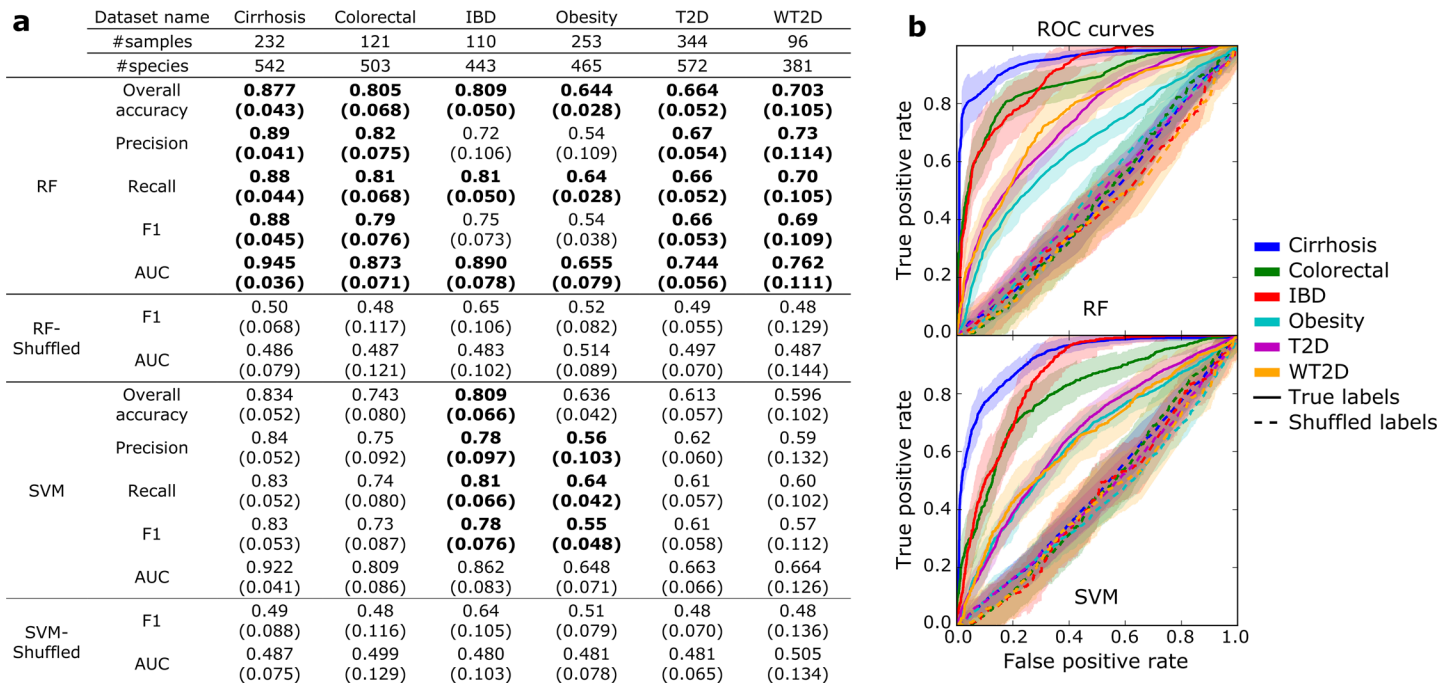 a
Dataset name Cirrhosis Colorectal IBD Obesity T2D WT2D
#samples 232 121 110 253 344 96
#species 542 503 443 465 572 381
RF
Overall accuracy 0.877 0.805 0.809 0.644 0.664 0.703
(0.043) (0.068) (0.050) (0.028) (0.052) (0.105)
Precision 0.89 0.82 0.72 0.54 0.67 0.73
(0.041) (0.075) (0.106) (0.109) (0.054) (0.114)
Recall 0.88 0.81 0.81 0.64 0.66 0.70
(0.044) (0.068) (0.050) (0.028) (0.052) (0.105)
F1 0.88 0.79 0.75 0.54 0.66 0.69
(0.045) (0.076) (0.073) (0.038) (0.053) (0.109)
AUC 0.945 0.873 0.890 0.655 0.744 0.762
(0.036) (0.071) (0.078) (0.079) (0.056) (0.111)
RF-
Shuffled
F1 0.50 0.48 0.65 0.52 0.49 0.48
(0.068) (0.117) (0.106) (0.082) (0.055) (0.129)
AUC 0.486 0.487 0.483 0.514 0.497 0.487
(0.079) (0.121) (0.102) (0.089) (0.070) (0.144)
SVM
Overall accuracy 0.834 0.743 0.809 0.636 0.613 0.596
(0.052) (0.080) (0.066) (0.042) (0.057) (0.102)
Precision 0.84 0.75 0.78 0.56 0.62 0.59
(0.052) (0.092) (0.097) (0.103) (0.060) (0.132)
Recall 0.83 0.74 0.81 0.64 0.61 0.60
(0.052) (0.080) (0.066) (0.042) (0.057) (0.102)
F1 0.83 0.73 0.78 0.55 0.61 0.57
(0.053) (0.087) (0.076) (0.048) (0.058) (0.112)
AUC 0.922 0.809 0.862 0.648 0.663 0.664
(0.041) (0.086) (0.083) (0.071) (0.066) (0.126)
SVM-
Shuffled
F1 0.49 0.48 0.64 0.51 0.48 0.48
(0.088) (0.116) (0.105) (0.079) (0.070) (0.136)
AUC 0.487 0.499 0.480 0.481 0.481 0.505
(0.075) (0.129) (0.103) (0.078) (0.065) (0.134)
b
ROC curves
True positive rate
0.8
0.6
0.4
0.2
0.0
RF
True positive rate
0.8
0.6
0.4
0.2
0.0
SVM
0.0 0.2 0.4 0.6 0.8 1.0
False positive rate
Cirrhosis
Colorectal
IBD
Obesity
T2D
WT2D
True labels
Shuffled labels